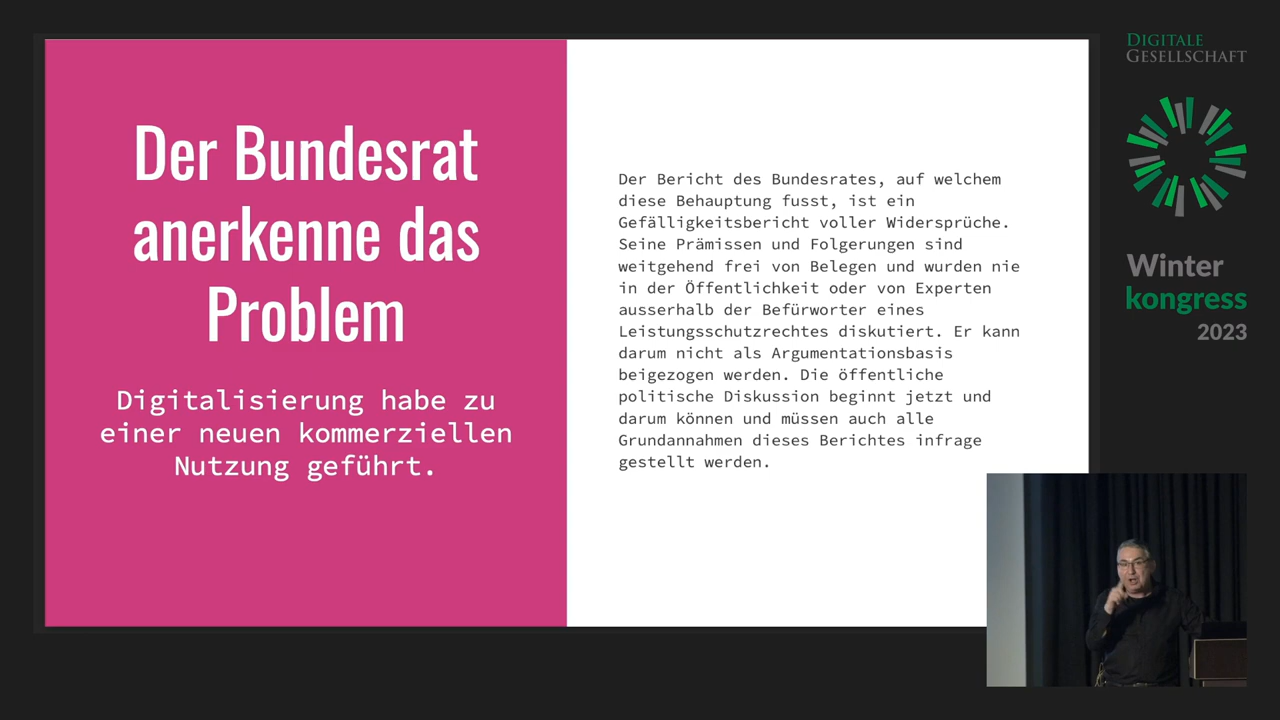 Der Bundesrat
anerkenne das
Problem
Digitalisierung habe zu
einer neuen kommerziellen
Nutzung geführt.
Der Bericht des Bundesrates, auf welchem
diese Behauptung fusst, ist ein
Gefälligkeitsbericht voller Widersprüche.
Seine Prämissen und Folgerungen sind
weitgehend frei von Belegen und wurden nie
in der Öffentlichkeit oder von Experten
ausserhalb der Befürworter eines
Leistungsschutzrechtes diskutiert. Er kann
darum nicht als Argumentationsbasis
beigezogen werden. Die öffentliche
politische Diskussion beginnt jetzt und
darum können und müssen auch alle
Grundannahmen dieses Berichtes infrage
gestellt werden.
DIGITALE
GESELLSCHAFT
Winter
kongress
2023